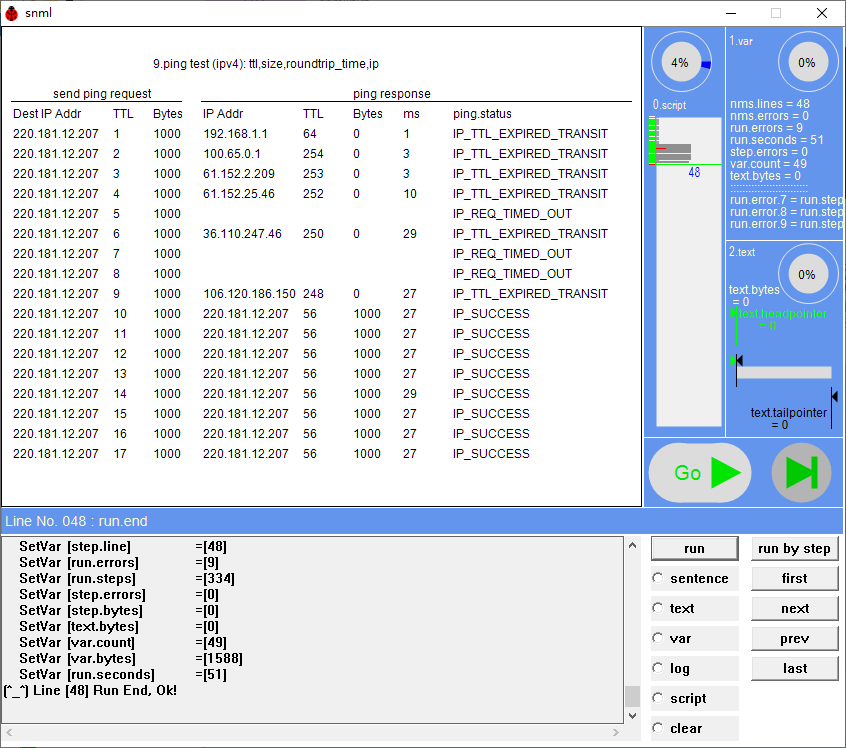 snml
9.ping test (ipv4): ttl,size,roundtrip_time,ip
send ping request ping response
Dest IP Addr TTL Bytes IP Addr TTL Bytes ms ping.status
220.181.12.207 1 1000 192.168.1.1 64 0 1 IP_TTL_EXPIRED_TRANSIT
220.181.12.207 2 1000 100.65.0.1 254 0 3 IP_TTL_EXPIRED_TRANSIT
220.181.12.207 3 1000 61.152.2.209 253 0 3 IP_TTL_EXPIRED_TRANSIT
220.181.12.207 4 1000 61.152.25.46 252 0 10 IP_TTL_EXPIRED_TRANSIT
220.181.12.207 5 1000 IP_REQ_TIMED_OUT
220.181.12.207 6 1000 36.110.247.46 250 0 29 IP_TTL_EXPIRED_TRANSIT
220.181.12.207 7 1000 IP_REQ_TIMED_OUT
220.181.12.207 8 1000 IP_REQ_TIMED_OUT
220.181.12.207 9 1000 106.120.186.150 248 0 27 IP_TTL_EXPIRED_TRANSIT
220.181.12.207 10 1000 220.181.12.207 56 1000 27 IP_SUCCESS
220.181.12.207 11 1000 220.181.12.207 56 1000 27 IP_SUCCESS
220.181.12.207 12 1000 220.181.12.207 56 1000 27 IP_SUCCESS
220.181.12.207 13 1000 220.181.12.207 56 1000 27 IP_SUCCESS
220.181.12.207 14 1000 220.181.12.207 56 1000 29 IP_SUCCESS
220.181.12.207 15 1000 220.181.12.207 56 1000 27 IP_SUCCESS
220.181.12.207 16 1000 220.181.12.207 56 1000 27 IP_SUCCESS
220.181.12.207 17 1000 220.181.12.207 56 1000 27 IP_SUCCESS
4%
0.script
48
1.var
0%
nms.lines = 48
nms.errors = 0
run.errors = 9
run.seconds = 51
step.errors = 0
var.count = 49
text.bytes = 0
run.error.7 = run.step
run.error.8 = run.step
run.error.9 = run.step
2.text
0%
text.bytes
= 0
text.headpointer
= 0
text.tailpointer
= 0
Go
Line No. 048 : run.end
SetVar [step.line] =[48]
SetVar [run.errors] =[9]
SetVar [run.steps] =[334]
SetVar [step.errors] =[0]
SetVar [step.bytes] =[0]
SetVar [text.bytes] =[0]
SetVar [var.count] =[49]
SetVar [var.bytes] =[1588]
SetVar [run.seconds] =[51]
(^_^) Line [48] Run End, Ok!
run run by step
sentence first
text next
var prev
log last
script
clear